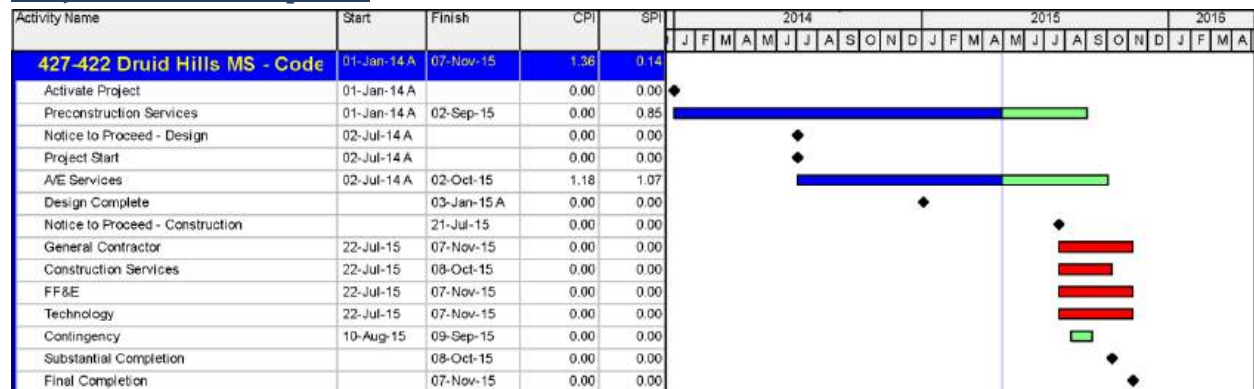 Activity Name Start Finish CPI SPI 2014 2015 2016
J F M A M J J A S O N D J F M A M J J A S O N D J F M A
427-422 Druid Hills MS - Code 01-Jan-14 A 07-Nov-15 1.36 0.14
Activate Project 01-Jan-14 A 0.00 0.00
Preconstruction Services 01-Jan-14 A 02-Sep-15 0.00 0.85
Notice to Proceed - Design 02-Jul-14 A 0.00 0.00
Project Start 02-Jul-14 A 0.00 0.00
A/E Services 02-Jul-14 A 02-Oct-15 1.18 1.07
Design Complete 03-Jan-15 A 0.00 0.00
Notice to Proceed - Construction 21-Jul-15 0.00 0.00
General Contractor 22-Jul-15 07-Nov-15 0.00 0.00
Construction Services 22-Jul-15 08-Oct-15 0.00 0.00
FF&E 22-Jul-15 07-Nov-15 0.00 0.00
Technology 22-Jul-15 07-Nov-15 0.00 0.00
Contingency 10-Aug-15 09-Sep-15 0.00 0.00
Substantial Completion 08-Oct-15 0.00 0.00
Final Completion 07-Nov-15 0.00 0.00